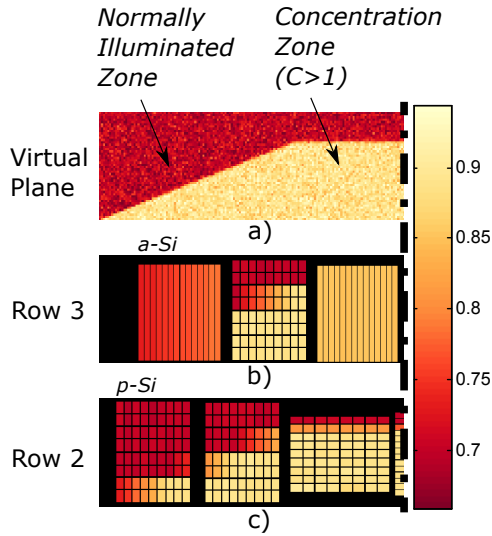 Normally
Illuminated
Zone
Concentration
Zone
(C>1)
Virtual
Plane
a)
a-Si
Row 3
b)
p-Si
Row 2
c)
0.9
0.85
0.8
0.75
0.7